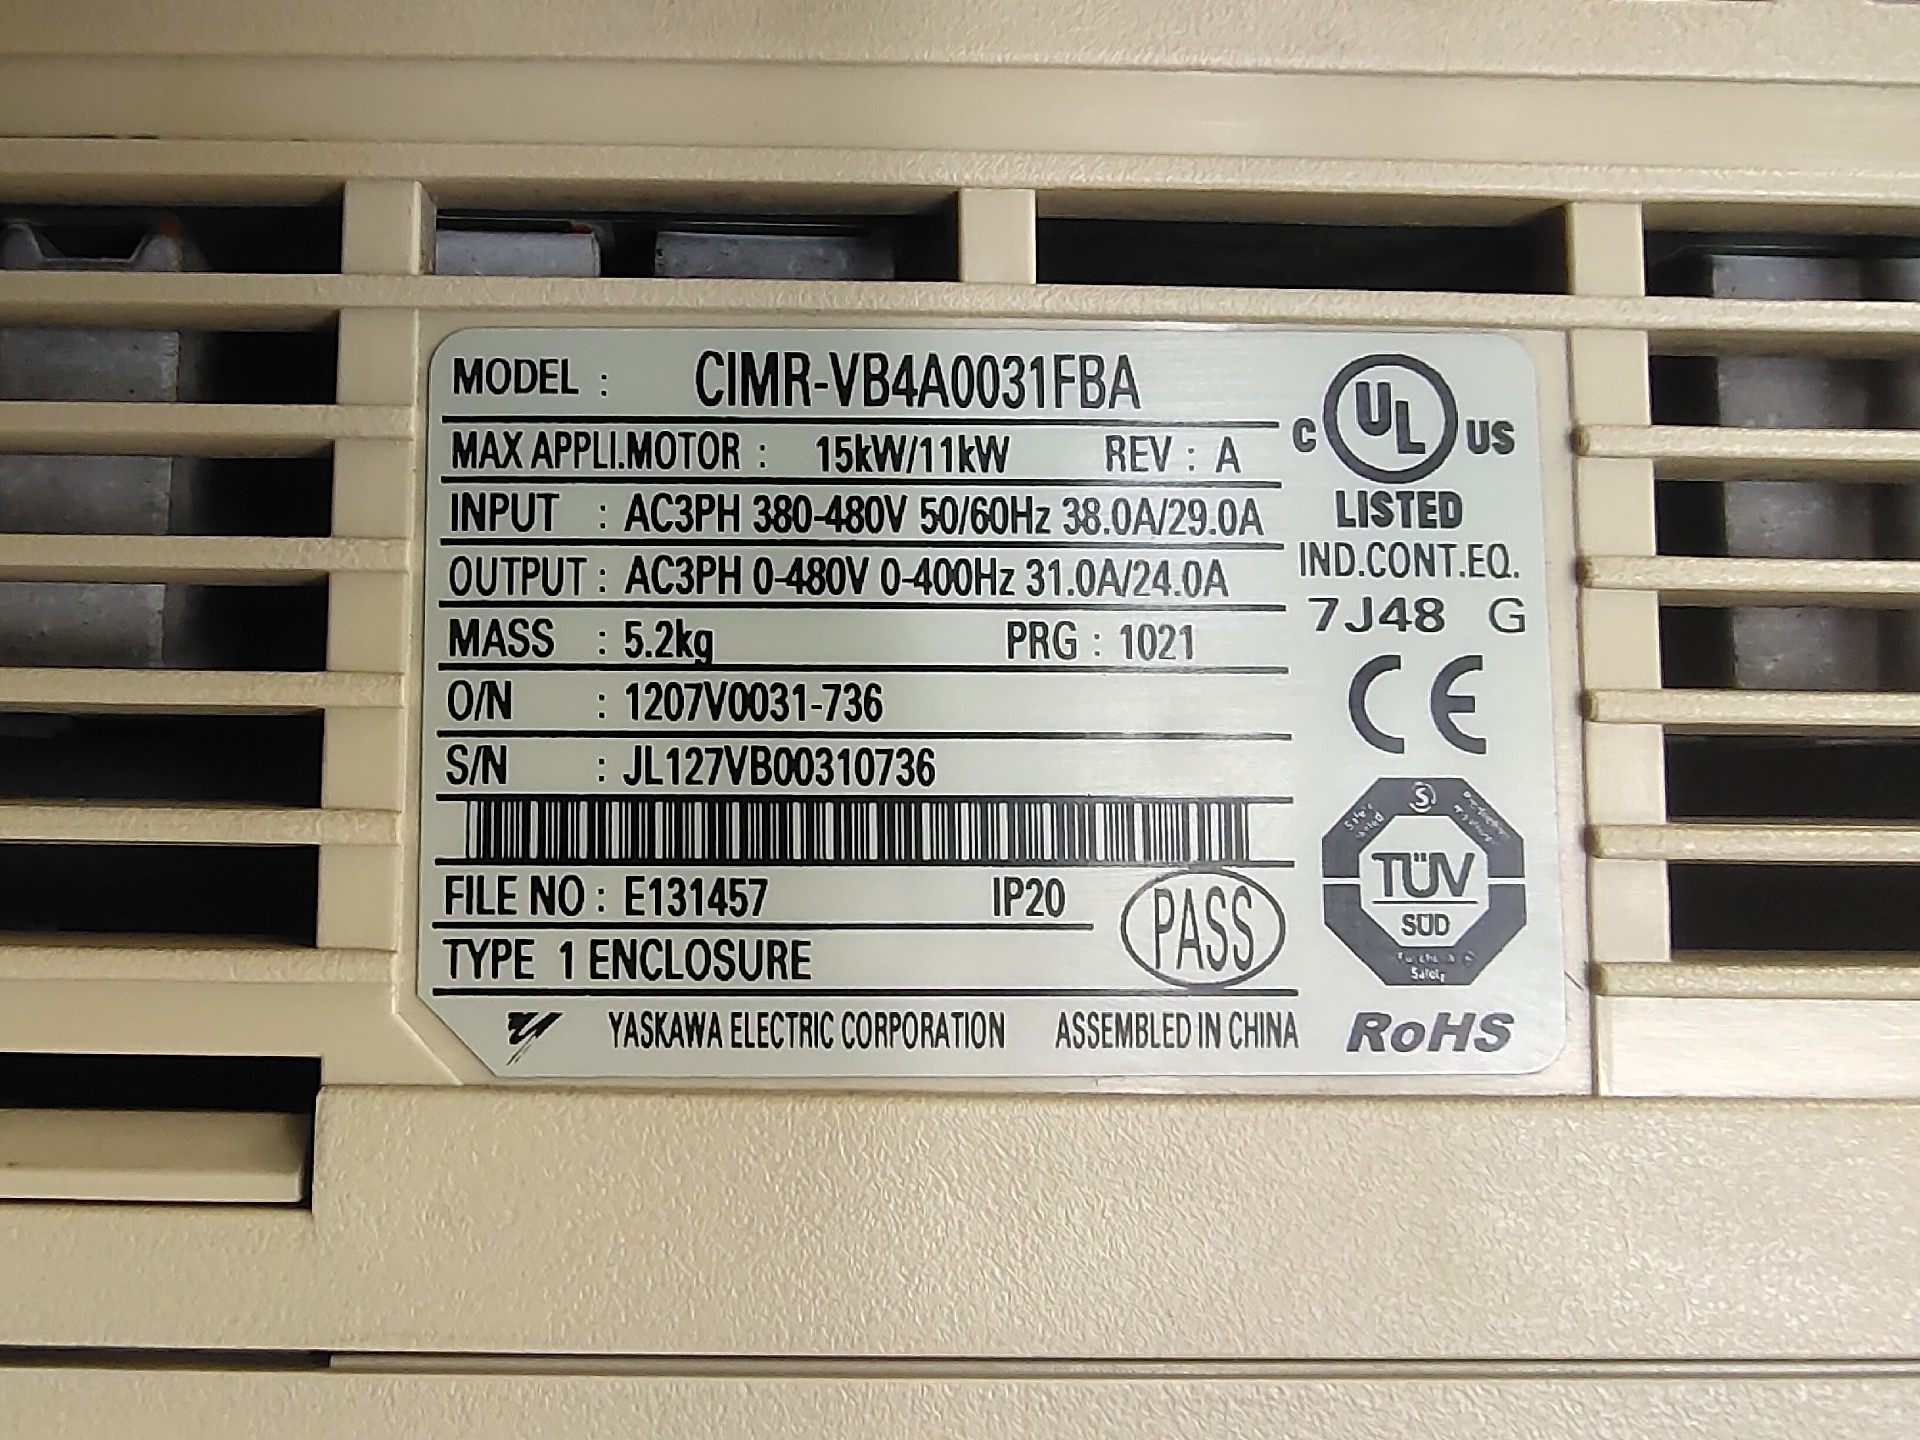 MODEL : CIMR-VB4A0031FBA
MAX APPLI.MOTOR : 15kW/11kW REV : A
INPUT : AC3PH 380-480V 50/60Hz 38.0A/29.0A
OUTPUT : AC3PH 0-480V 0-400Hz 31.0A/24.0A
MASS : 5.2kg PRG : 1021
O/N : 1207V0031-736
S/N : JL127VB00310736
FILE NO : E131457 IP20
PASS
TYPE 1 ENCLOSURE
YASKAWA ELECTRIC CORPORATION ASSEMBLED IN CHINA
C UL US
LISTED
IND.CONT.EQ.
7J48 G
CE
S
TÜV
SÜD
Safety
RoHS